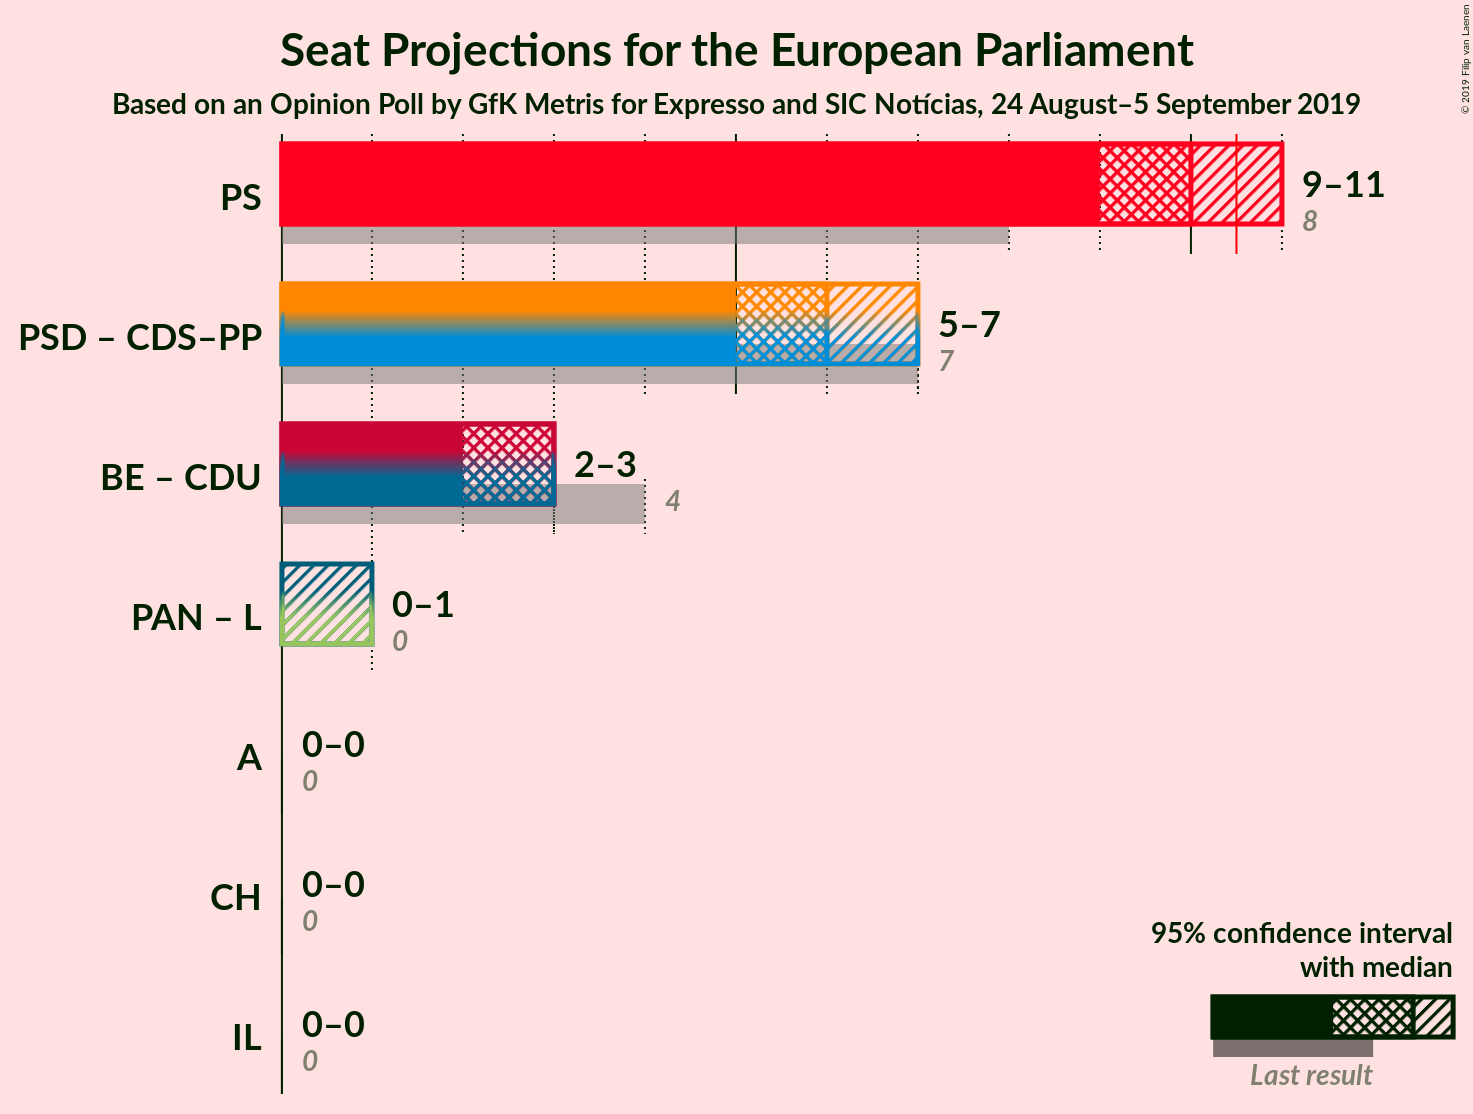 Seat Projections for the European Parliament
Based on an Opinion Poll by GfK Metris for Expresso and SIC Notícias, 24 August–5 September 2019
© 2019 Filip van Laenen
PS
9–11
8
PSD – CDS–PP
5–7
7
BE – CDU
2–3
4
PAN – L
0–1
0
A
0–0
0
CH
0–0
0
IL
0–0
0
95% confidence interval
with median
Last result